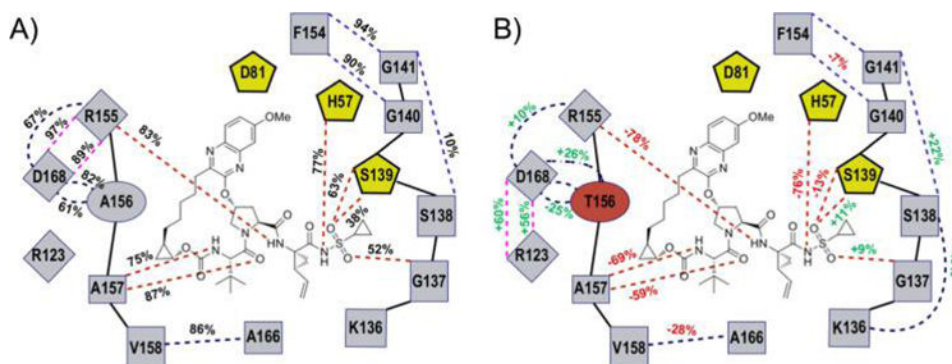 A)
F154
94%
90%
G141
D81
H57
G140
67%
R155
97%
83%
OMe
89%
10%
N
D168
82%
77%
N
O
S139
63%
A156
61%
38%
S138
O
O
O
R123
N
H
N
N
H
S
52%
75%
O
O
G137
A157
O
87%
K136
86%
A166
V158
B)
F154
-7%
G141
D81
H57
G140
+10%
R155
-78%
OMe
+22%
+26%
N
D168
-76%
-13%
N
O
S139
T156
-25%
+11%
S138
+60%
+56%
O
O
O
R123
N
H
N
N
H
S
+9%
-69%
O
O
G137
A157
O
-59%
K136
-28%
A166
V158